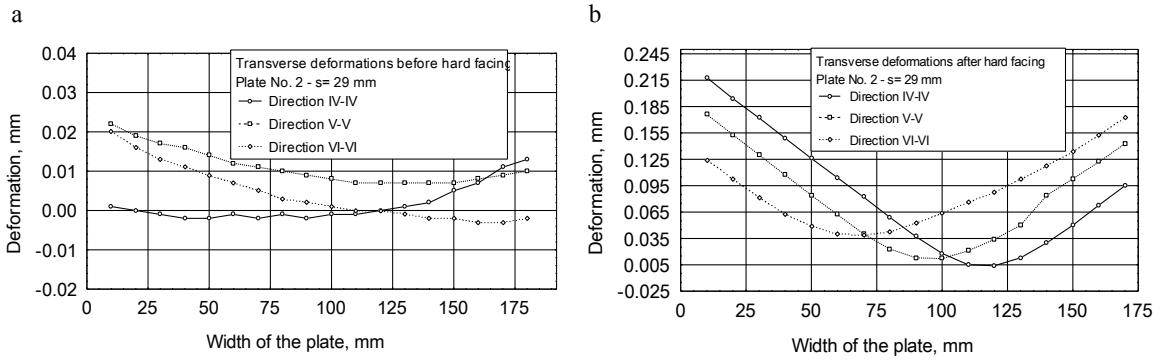 a
0.04
0.03
0.02
0.01
0.00
-0.01
-0.02
Deformation, mm
Transverse deformations before hard facing
Plate No. 2 - s= 29 mm
Direction IV-IV
Direction V-V
Direction VI-VI
0 25 50 75 100 125 150 175
Width of the plate, mm
b
0.245
0.215
0.185
0.155
0.125
0.095
0.065
0.035
0.005
-0.025
Deformation, mm
Transverse deformations after hard facing
Plate No. 2 - s= 29 mm
Direction IV-IV
Direction V-V
Direction VI-VI
0 25 50 75 100 125 150 175
Width of the plate, mm